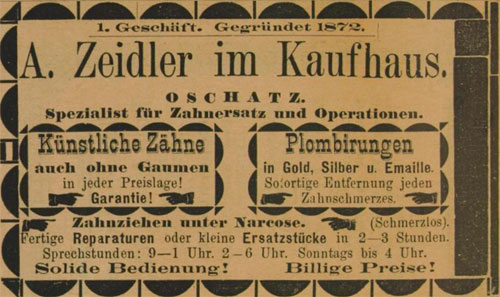 1. Geschäft. Gegründet 1872.
A. Zeidler im Kaufhaus.
OSCHATZ.
Spezialist für Zahnersatz und Operationen.
Künstliche Zähne
auch ohne Gaumen
in jeder Preislage!
Garantie!
Plombirungen
in Gold, Silber u. Emaille.
Sofortige Entfernung jeden
Zahnschmerzes.
Zahnziehen unter Narcose. (Schmerzlos).
Fertige Reparaturen oder kleine Ersatzstücke in 2—3 Stunden.
Sprechstunden: 9—1 Uhr. 2—6 Uhr. Sonntags bis 4 Uhr.
Solide Bedienung! Billige Preise!